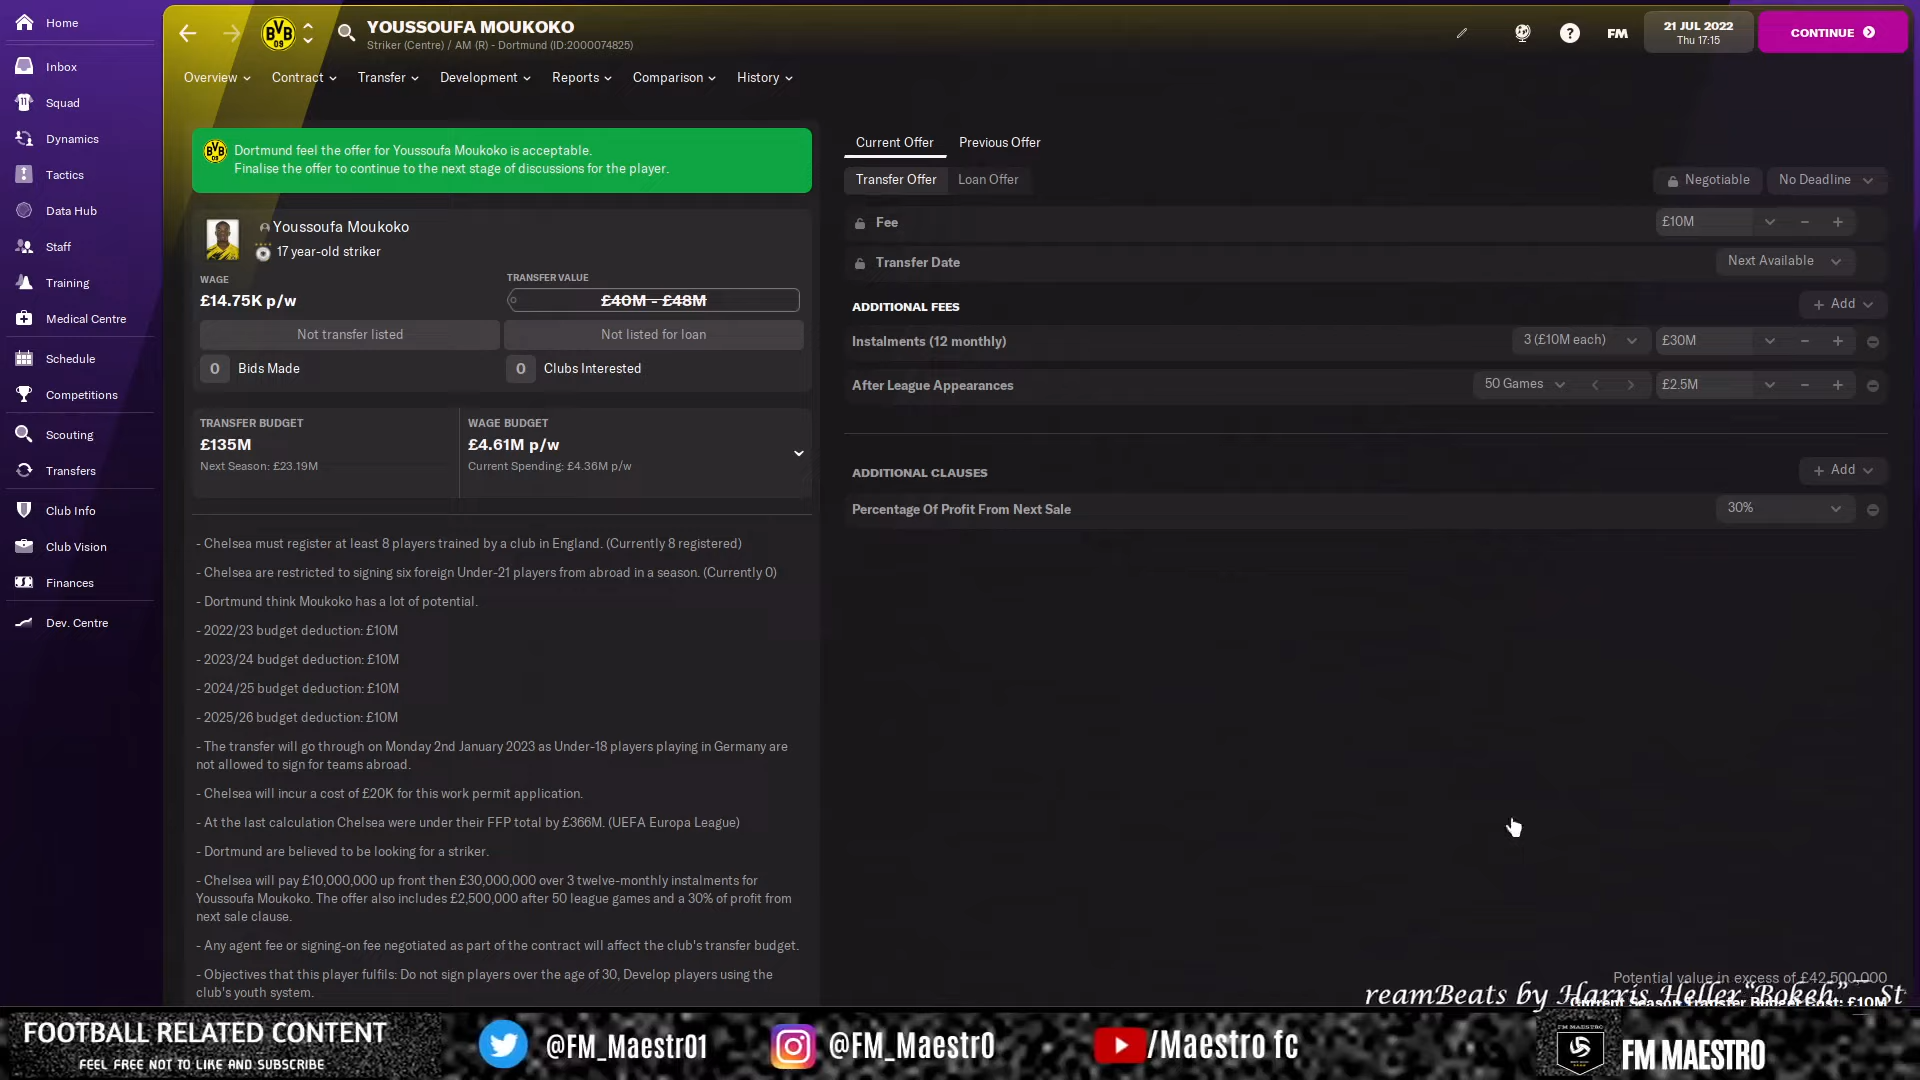 Home
Inbox
Squad
Dynamics
Tactics
Data Hub
Staff
Training
Medical Centre
Schedule
Competitions
Scouting
Transfers
Club Info
Club Vision
Finances
Dev. Centre
YOUSSOUFA MOUKOKO
Striker (Centre) / AM (R) - Dortmund (ID:2000074825)
FM
21 JUL 2022
Thu 17:15
CONTINUE
Overview
Contract
Transfer
Development
Reports
Comparison
History
Dortmund feel the offer for Youssoufa Moukoko is acceptable.
Finalise the offer to continue to the next stage of discussions for the player.
Youssoufa Moukoko
17 year-old striker
WAGE
£14.75K p/w
TRANSFER VALUE
£40M - £48M
Not transfer listed
Not listed for loan
0 Bids Made
0 Clubs Interested
TRANSFER BUDGET
£135M
Next Season: £23.19M
WAGE BUDGET
£4.61M p/w
Current Spending: £4.36M p/w
- Chelsea must register at least 8 players trained by a club in England. (Currently 8 registered)
- Chelsea are restricted to signing six foreign Under-21 players from abroad in a season. (Currently 0)
- Dortmund think Moukoko has a lot of potential.
- 2022/23 budget deduction: £10M
- 2023/24 budget deduction: £10M
- 2024/25 budget deduction: £10M
- 2025/26 budget deduction: £10M
- The transfer will go through on Monday 2nd January 2023 as Under-18 players playing in Germany are
not allowed to sign for teams abroad.
- Chelsea will incur a cost of £20K for this work permit application.
- At the last calculation Chelsea were under their FFP total by £366M. (UEFA Europa League)
- Dortmund are believed to be looking for a striker.
- Chelsea will pay £10,000,000 up front then £30,000,000 over 3 twelve-monthly instalments for
Youssoufa Moukoko. The offer also includes £2,500,000 after 50 league games and a 30% of profit from
next sale clause.
- Any agent fee or signing-on fee negotiated as part of the contract will affect the club's transfer budget.
- Objectives that this player fulfils: Do not sign players over the age of 30, Develop players using the
club's youth system.
Current Offer
Previous Offer
Transfer Offer
Loan Offer
Negotiable
No Deadline
Fee
£10M
Transfer Date
Next Available
ADDITIONAL FEES
+ Add
Instalments (12 monthly)
3 (£10M each)
£30M
After League Appearances
50 Games
£2.5M
ADDITIONAL CLAUSES
+ Add
Percentage Of Profit From Next Sale
30%
Potential value in excess of £42,500,000
Current Season Transfer Budget Cost: £10M
reamBeats by Harris Heller "Bokeh" - St
FOOTBALL RELATED CONTENT
FEEL FREE NOT TO LIKE AND SUBSCRIBE
@FM_Maestr01
@FM_Maestr0
/Maestro fc
FM MAESTRO
FM MAESTRO